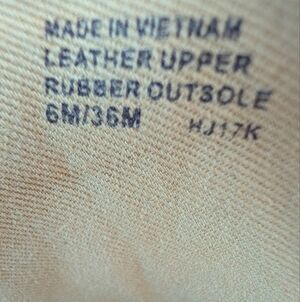 MADE IN VIETNAM
LEATHER UPPER
RUBBER OUTSOLE
6M/36M HJ17K